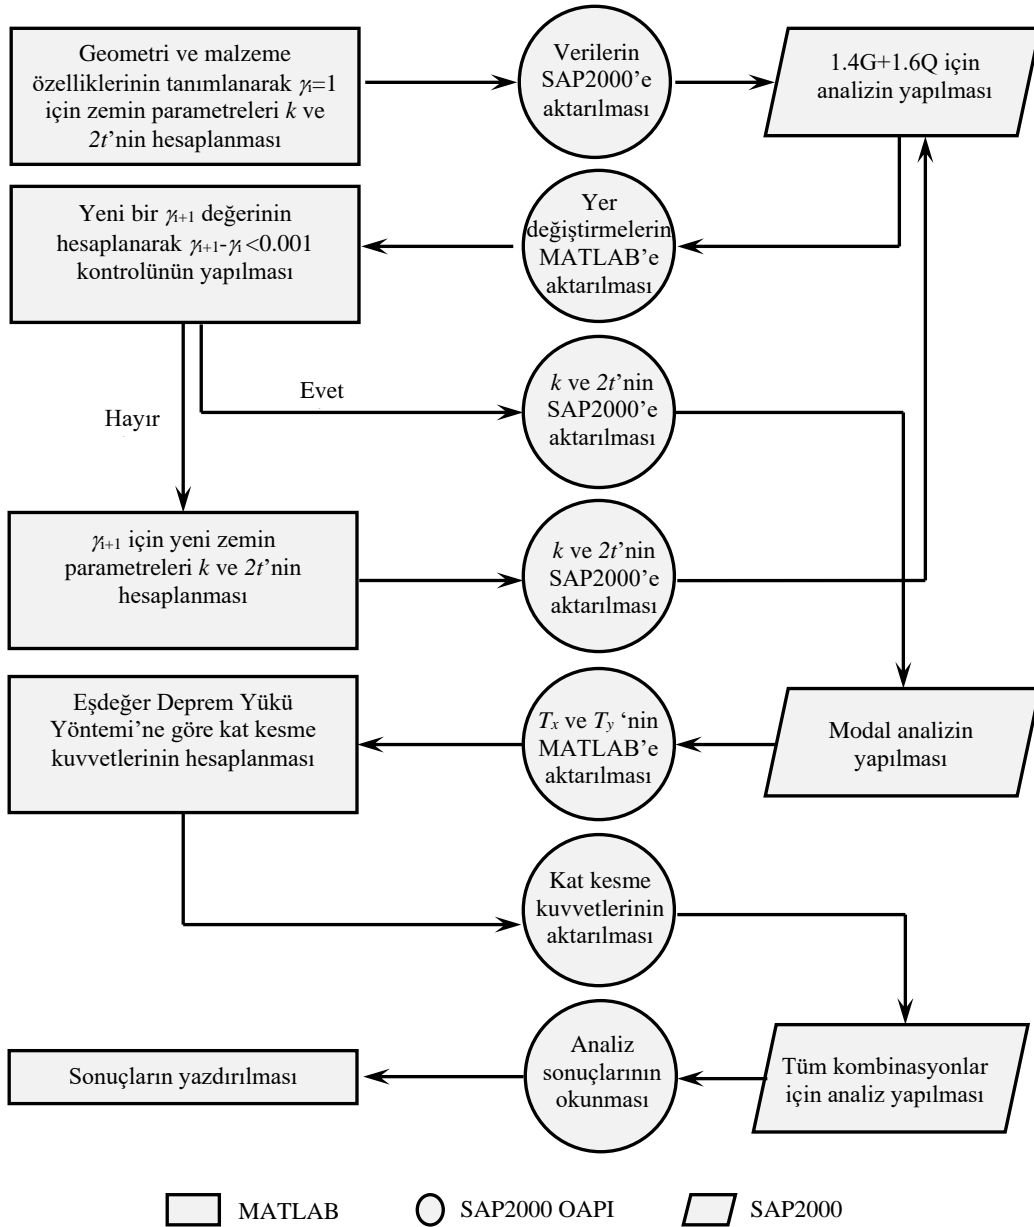 Geometri ve malzeme
özelliklerinin tanımlanarak γi=1
için zemin parametreleri k ve
2t’nin hesaplanması
Verilerin
SAP2000’e
aktarılması
1.4G+1.6Q için
analizin yapılması
Yeni bir γi+1 değerinin
hesaplanarak γi+1-γi <0.001
kontrolünün yapılması
Yer
değiştirmelerin
MATLAB’e
aktarılması
Evet
Hayır
k ve 2t’nin
SAP2000’e
aktarılması
γi+1 için yeni zemin
parametreleri k ve 2t’nin
hesaplanması
k ve 2t’nin
SAP2000’e
aktarılması
Eşdeğer Deprem Yükü
Yöntemi’ne göre kat kesme
kuvvetlerinin hesaplanması
Tx ve Ty ‘nin
MATLAB’e
aktarılması
Modal analizin
yapılması
Kat kesme
kuvvetlerinin
aktarılması
Sonuçların yazdırılması
Analiz
sonuçlarının
okunması
Tüm kombinasyonlar
için analiz yapılması
MATLAB
SAP2000 OAPI
SAP2000